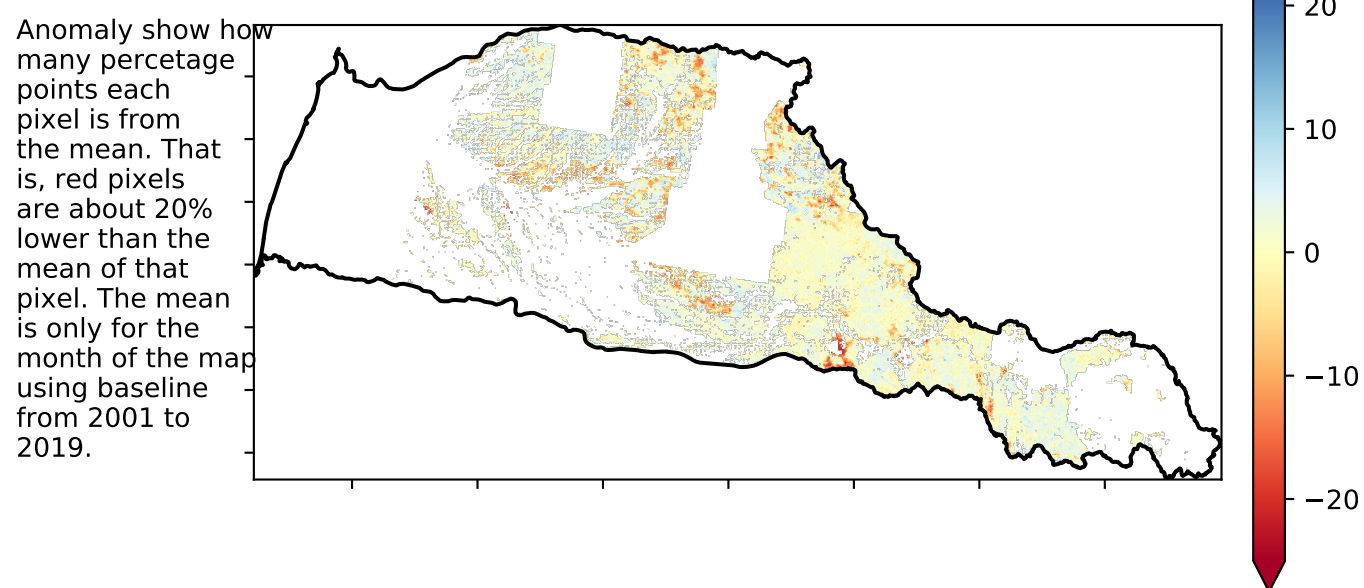 Anomaly show how
many percetage
points each
pixel is from
the mean. That
is, red pixels
are about 20%
lower than the
mean of that
pixel. The mean
is only for the
month of the map
using baseline
from 2001 to
2019.
20
10
0
−10
−20